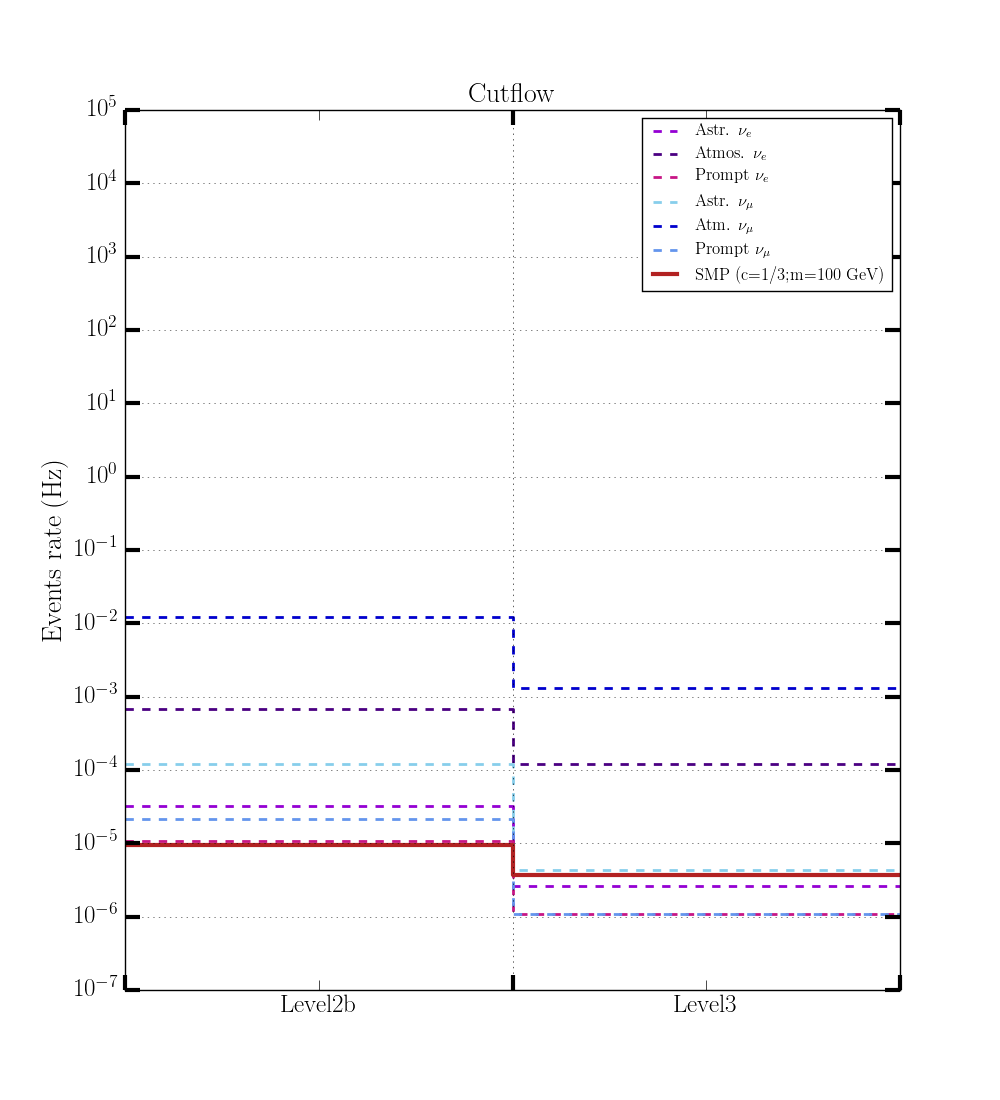 Cutflow
10^5
10^4
10^3
10^2
10^1
10^0
10^−1
10^−2
10^−3
10^−4
10^−5
10^−6
10^−7
Events rate (Hz)
Astr. ν_e
Atmos. ν_e
Prompt ν_e
Astr. ν_μ
Atm. ν_μ
Prompt ν_μ
SMP (c=1/3;m=100 GeV)
Level2b
Level3